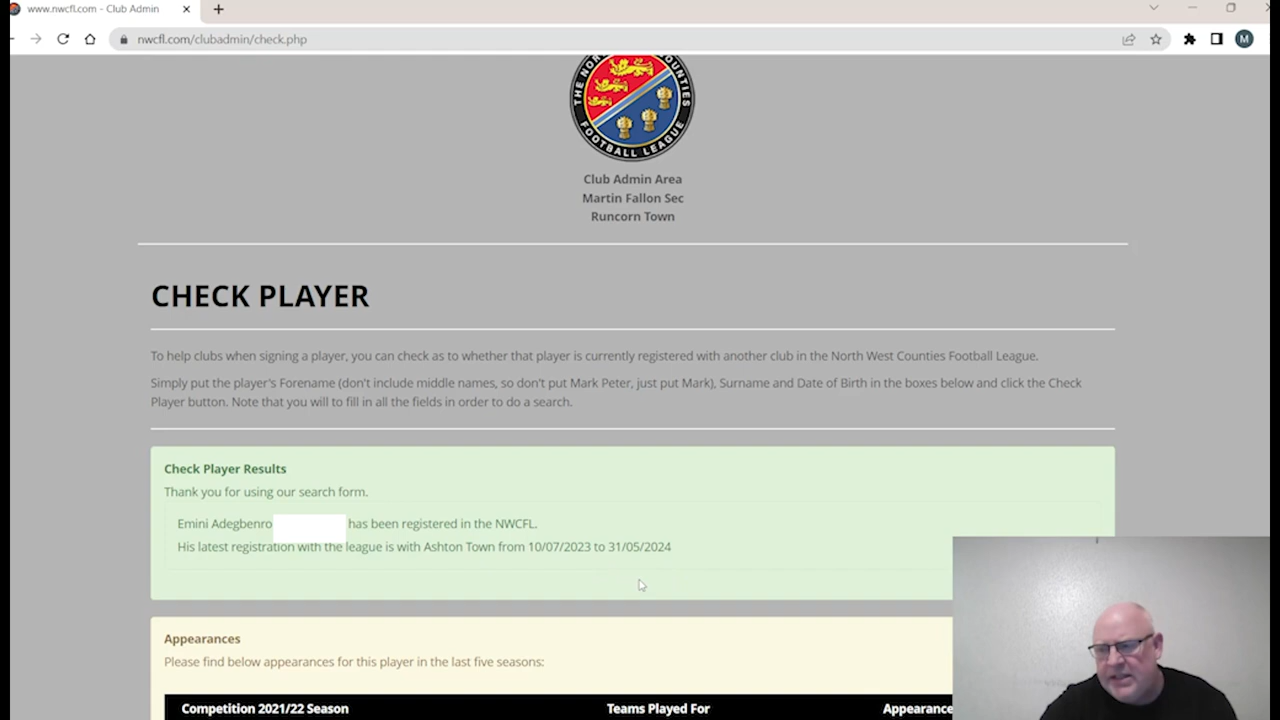 www.nwcfl.com - Club Admin
nwcfl.com/clubadmin/check.php
M
THE NOR OUNTIES
FOOTBALL LEAGUE
Club Admin Area
Martin Fallon Sec
Runcorn Town
CHECK PLAYER
To help clubs when signing a player, you can check as to whether that player is currently registered with another club in the North West Counties Football League.
Simply put the player's Forename (don't include middle names, so don't put Mark Peter, just put Mark), Surname and Date of Birth in the boxes below and click the Check
Player button. Note that you will to fill in all the fields in order to do a search.
Check Player Results
Thank you for using our search form.
Emini Adegbenro has been registered in the NWCFL.
His latest registration with the league is with Ashton Town from 10/07/2023 to 31/05/2024
Appearances
Please find below appearances for this player in the last five seasons:
Competition 2021/22 Season Teams Played For Appearance